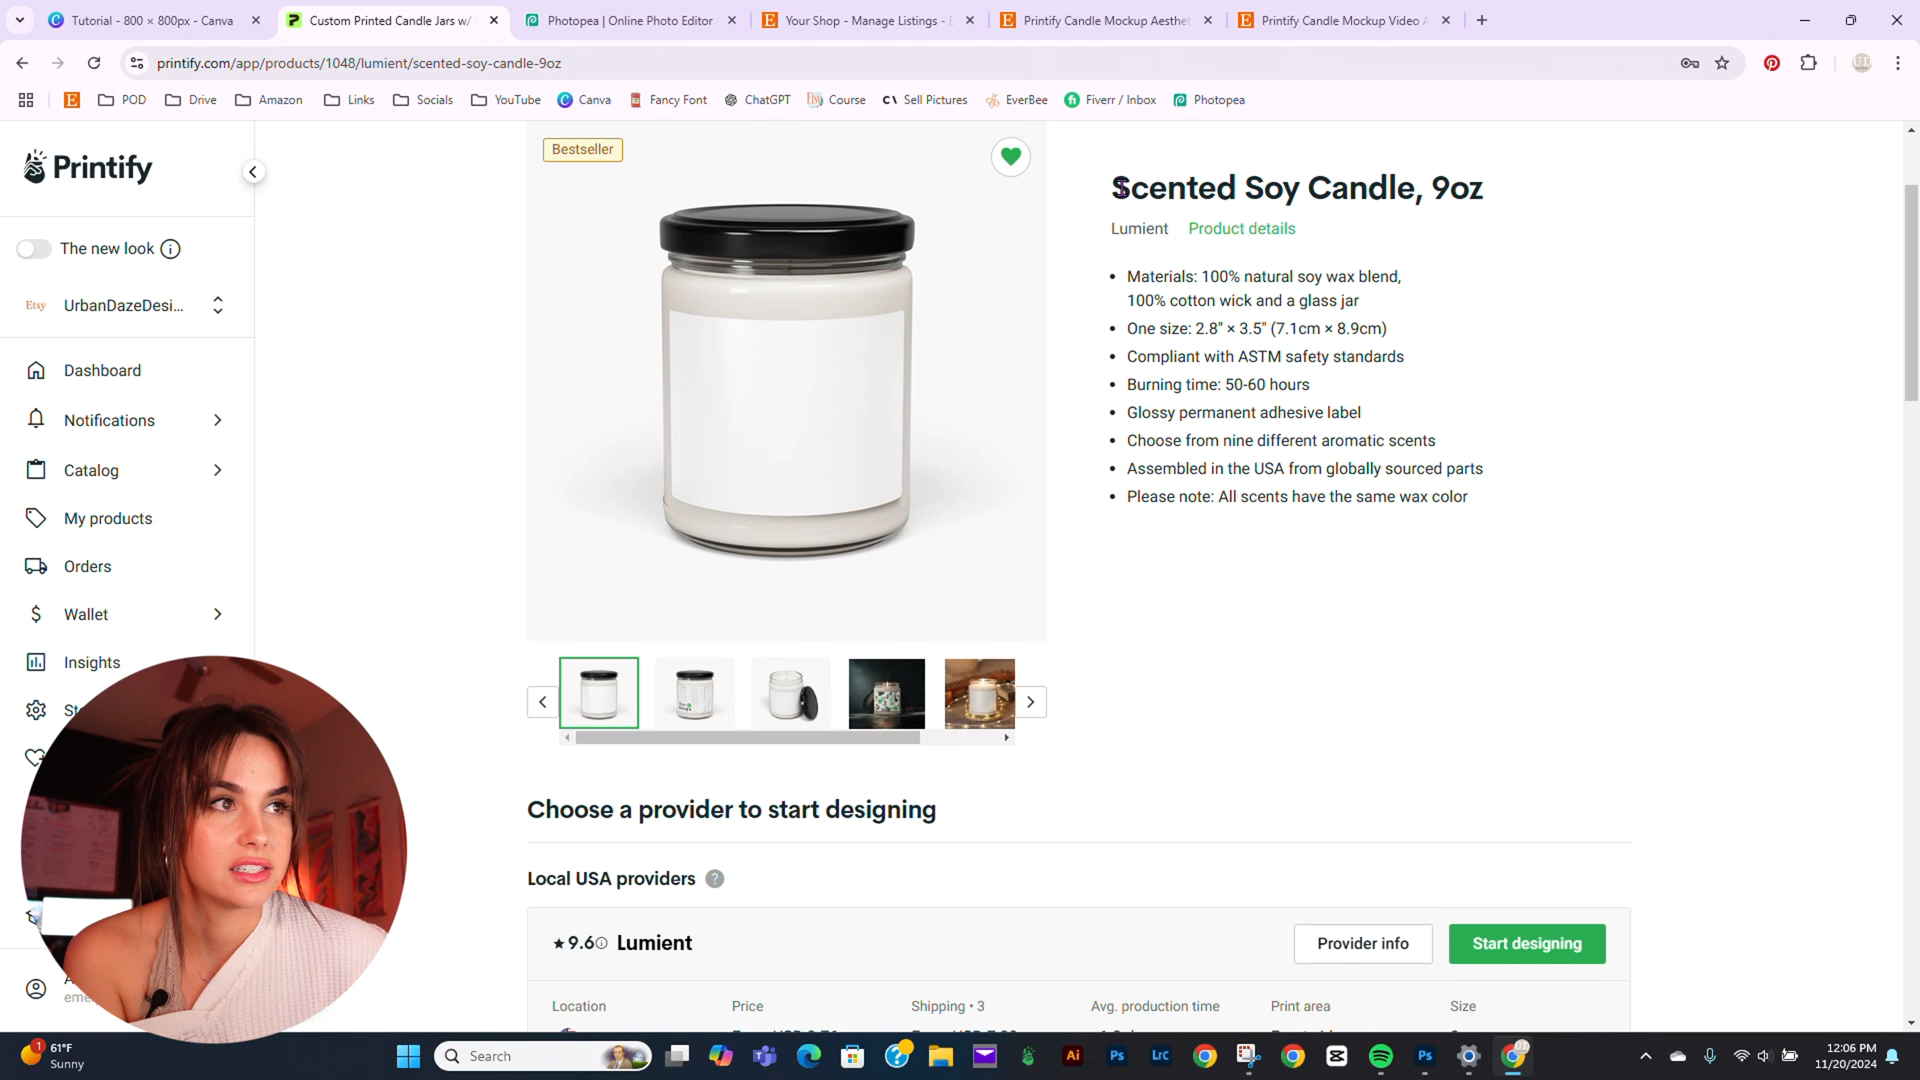 Tutorial - 800 × 800px - Canva
Custom Printed Candle Jars w/
Photopea | Online Photo Editor
Your Shop - Manage Listings -
Printify Candle Mockup Aesthet
Printify Candle Mockup Video
printify.com/app/products/1048/lumient/scented-soy-candle-9oz
POD
Drive
Amazon
Links
Socials
YouTube
Canva
Fancy Font
ChatGPT
Course
Sell Pictures
EverBee
Fiverr / Inbox
Photopea
Printify
The new look
Etsy
UrbanDazeDesi...
Dashboard
Notifications
Catalog
My products
Orders
Wallet
Insights
Bestseller
Scented Soy Candle, 9oz
Lumient
Product details
• Materials: 100% natural soy wax blend,
100% cotton wick and a glass jar
• One size: 2.8" × 3.5" (7.1cm × 8.9cm)
• Compliant with ASTM safety standards
• Burning time: 50-60 hours
• Glossy permanent adhesive label
• Choose from nine different aromatic scents
• Assembled in the USA from globally sourced parts
• Please note: All scents have the same wax color
Choose a provider to start designing
Local USA providers ?
★ 9.6 Lumient
Provider info
Start designing
Location
Price
Shipping • 3
Avg. production time
Print area
Size
1
61°F
Sunny
Search
Ai
Ps
Lrc
Ps
12:06 PM
11/20/2024